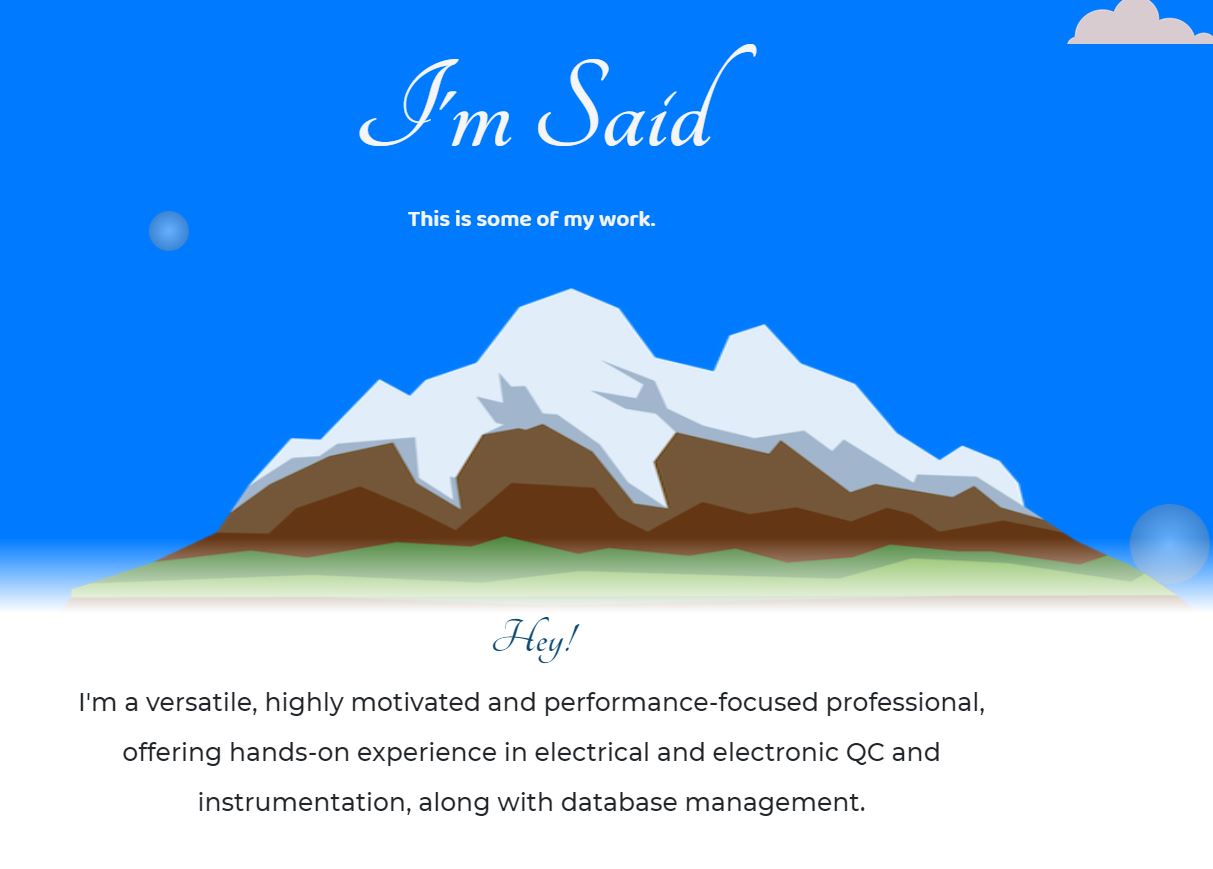 I'm Said
This is some of my work.
Hey!
I'm a versatile, highly motivated and performance-focused professional,
offering hands-on experience in electrical and electronic QC and
instrumentation, along with database management.